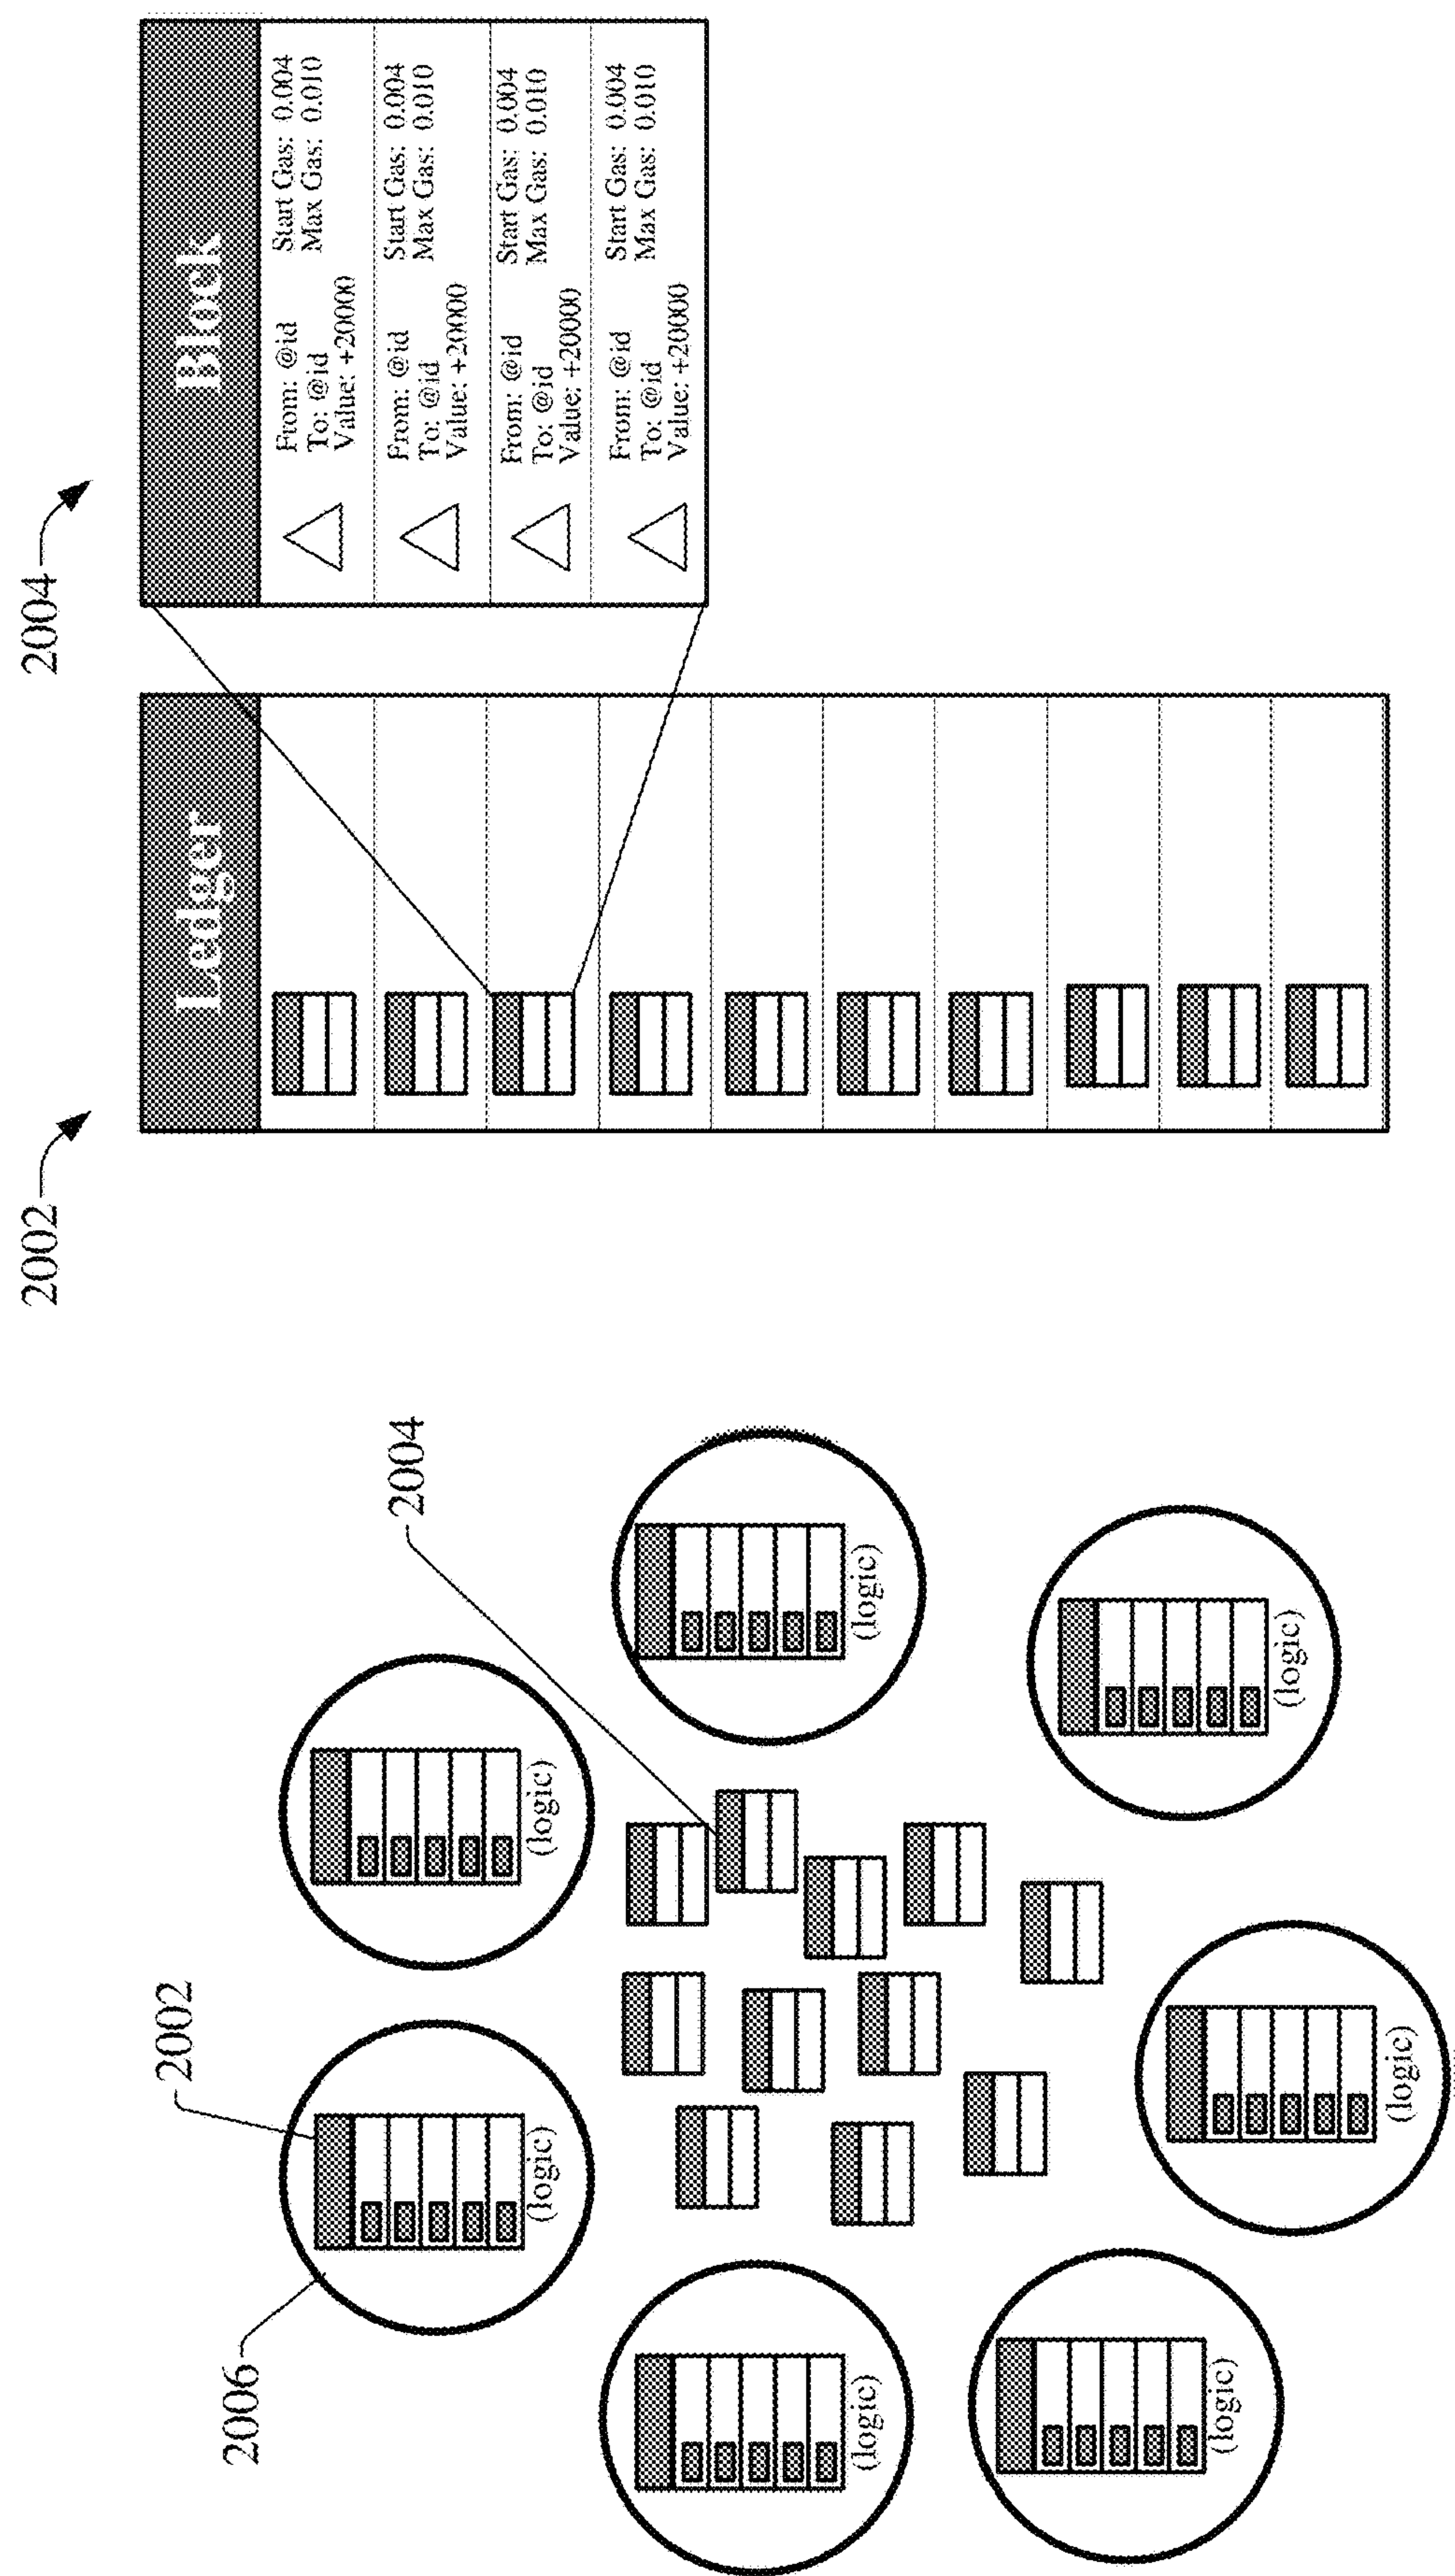 2002
2004
Ledger
Block
From: @id
To: @id
Value: +20000
Start Gas: 0.004
Max Gas: 0.010
From: @id
To: @id
Value: +20000
Start Gas: 0.004
Max Gas: 0.010
From: @id
To: @id
Value: +20000
Start Gas: 0.004
Max Gas: 0.010
From: @id
To: @id
Value: +20000
Start Gas: 0.004
Max Gas: 0.010
2006
2002
2004
(logic)
(logic)
(logic)
(logic)
(logic)
(logic)
(logic)